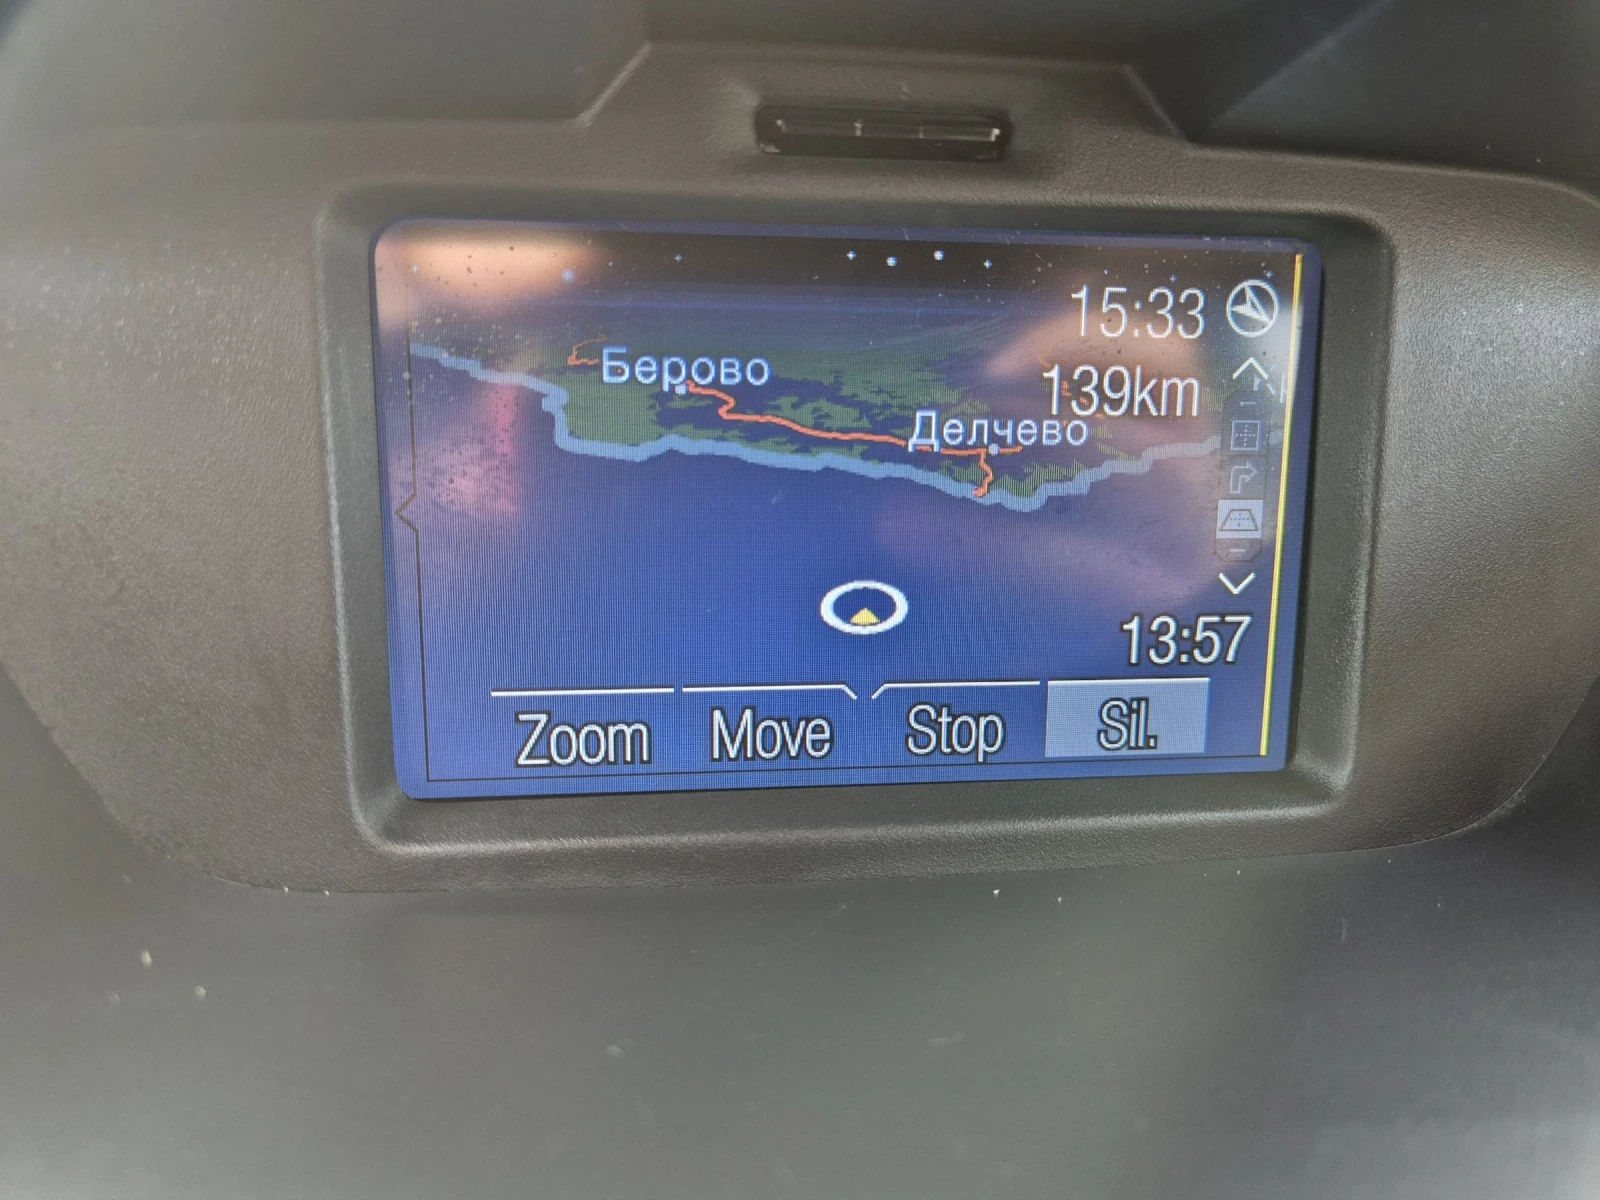 15:33
Берово
139km
Делчево
13:57
Zoom Move Stop Sil.